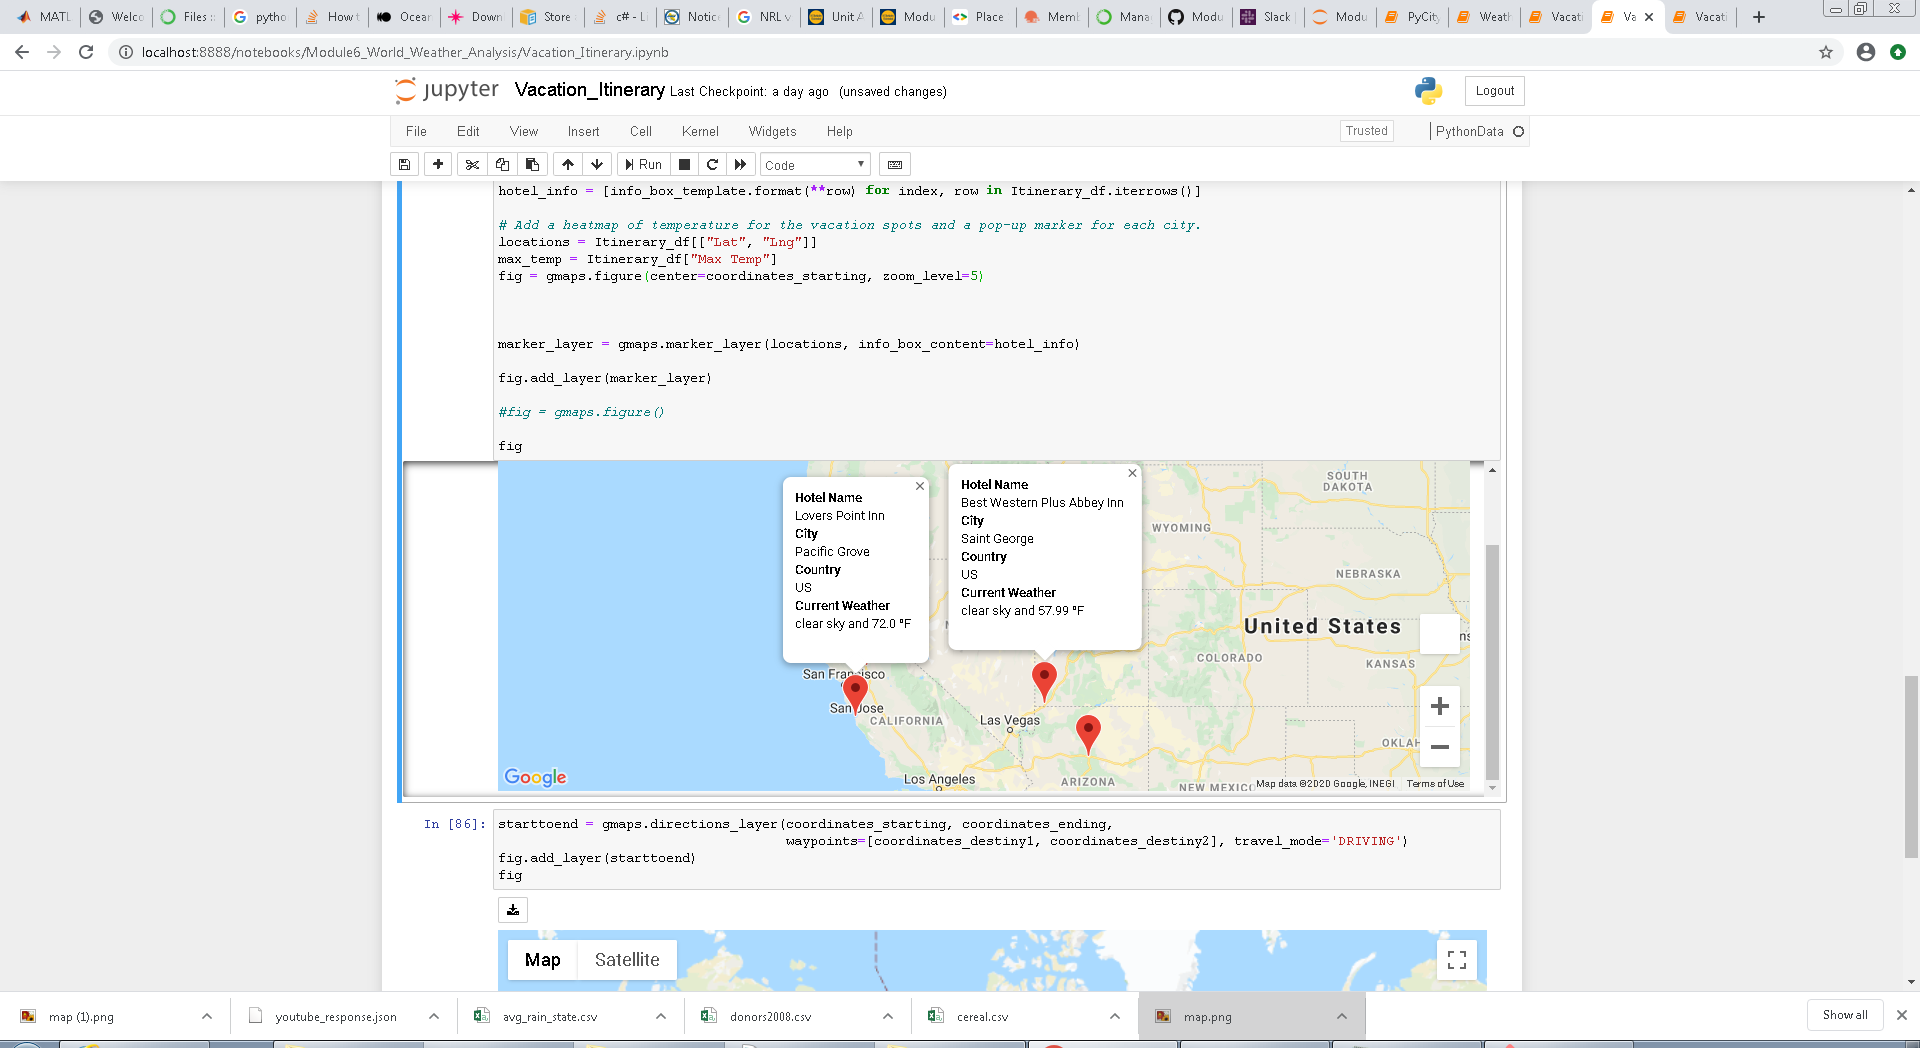 MATL
Welco
Files
pytho
How t
Ocear
Down
Store
c# - Li
Notic
NRL v
Unit A
Modu
Place
Memb
Mana
Modu
Slack
Modu
PyCity
Weath
Vacati
Va
Vacati
localhost:8888/notebooks/Module6_World_Weather_Analysis/Vacation_Itinerary.ipynb
jupyter Vacation_Itinerary Last Checkpoint: a day ago (unsaved changes)
Logout
File Edit View Insert Cell Kernel Widgets Help
Trusted
PythonData
Run
Code
hotel_info = [info_box_template.format(**row) for index, row in Itinerary_df.iterrows()]
# Add a heatmap of temperature for the vacation spots and a pop-up marker for each city.
locations = Itinerary_df[["Lat", "Lng"]]
max_temp = Itinerary_df["Max Temp"]
fig = gmaps.figure(center=coordinates_starting, zoom_level=5)
marker_layer = gmaps.marker_layer(locations, info_box_content=hotel_info)
fig.add_layer(marker_layer)
#fig = gmaps.figure()
fig
Hotel Name
Lovers Point Inn
City
Pacific Grove
Country
US
Current Weather
clear sky and 72.0 °F
Hotel Name
Best Western Plus Abbey Inn
City
Saint George
Country
US
Current Weather
clear sky and 57.99 °F
SOUTH
DAKOTA
WYOMING
NEBRASKA
United States
COLORADO
KANSAS
San Francisco
San Jose
CALIFORNIA
Las Vegas
OKLAH
Los Angeles
ARIZONA
NEW MEXICO
Google
Map data ©2020 Google, INEGI Terms of Use
In [86]:
starttoend = gmaps.directions_layer(coordinates_starting, coordinates_ending,
waypoints=[coordinates_destiny1, coordinates_destiny2], travel_mode='DRIVING')
fig.add_layer(starttoend)
fig
Map Satellite
map (1).png
youtube_response.json
avg_rain_state.csv
donors2008.csv
cereal.csv
map.png
Show all